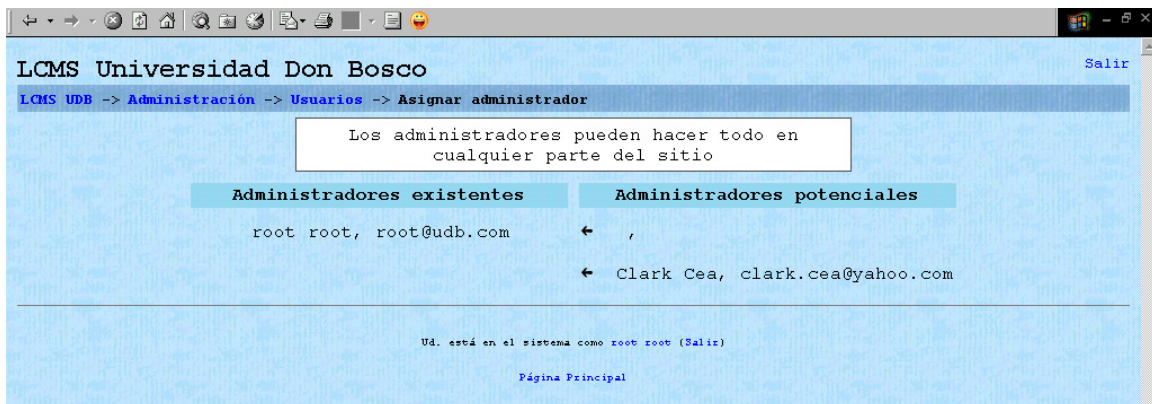 LCMS Universidad Don Bosco
Salir
LCMS UDB -> Administración -> Usuarios -> Asignar administrador
Los administradores pueden hacer todo en
cualquier parte del sitio
Administradores existentes
Administradores potenciales
root root, root@udb.com
← ,
← Clark Cea, clark.cea@yahoo.com
Ud. está en el sistema como root root (Salir)
Página Principal